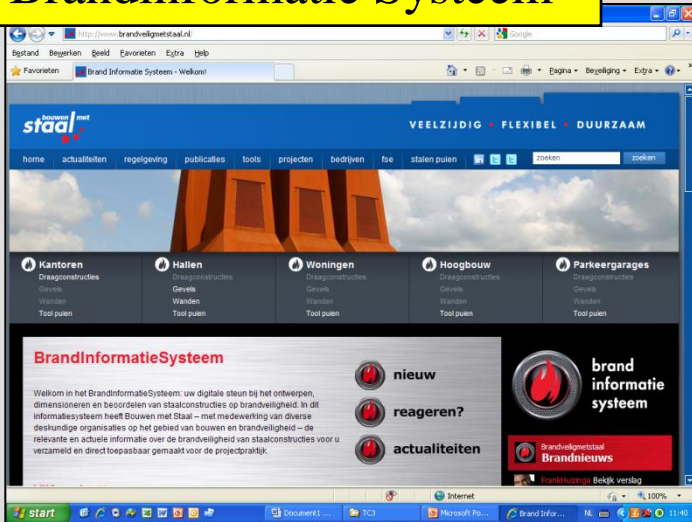 BrandInformatie Systeem
http://www.brandveiligmetstaal.nl/
Google
Bestand Bewerken Beeld Favorieten Extra Help
Favorieten
Brand Informatie Systeem - Welkom!
Pagina
Beveiliging
Extra
bouwen met
staal
VEELZIJDIG • FLEXIBEL • DUURZAAM
home actualiteiten regelgeving publicaties tools projecten bedrijven fse stalen puien
in t t
zoeken
zoeken
Kantoren
Draagconstructies
Gevels
Wanden
Tool puien
Hallen
Draagconstructies
Gevels
Wanden
Tool puien
Woningen
Draagconstructies
Gevels
Wanden
Tool puien
Hoogbouw
Draagconstructies
Gevels
Wanden
Tool puien
Parkeergarages
Draagconstructies
Gevels
Wanden
Tool puien
BrandInformatieSysteem
Welkom in het BrandInformatieSysteem: uw digitale steun bij het ontwerpen,
dimensioneren en beoordelen van staalconstructies op brandveiligheid. In dit
informatiesysteem heeft Bouwen met Staal – met medewerking van diverse
deskundige organisaties op het gebied van bouwen en brandveiligheid – de
relevante en actuele informatie over de brandveiligheid van staalconstructies voor u
verzameld en direct toepasbaar gemaakt voor de projectpraktijk.
nieuw
reageren?
actualiteiten
brand
informatie
systeem
Brandveiligmetstaal
Brandnieuws
FrankHuizinga Bekijk verslag
Internet
100%
start
Document1 ...
TC3
Microsoft Po...
Brand Infor...
NL
11:40